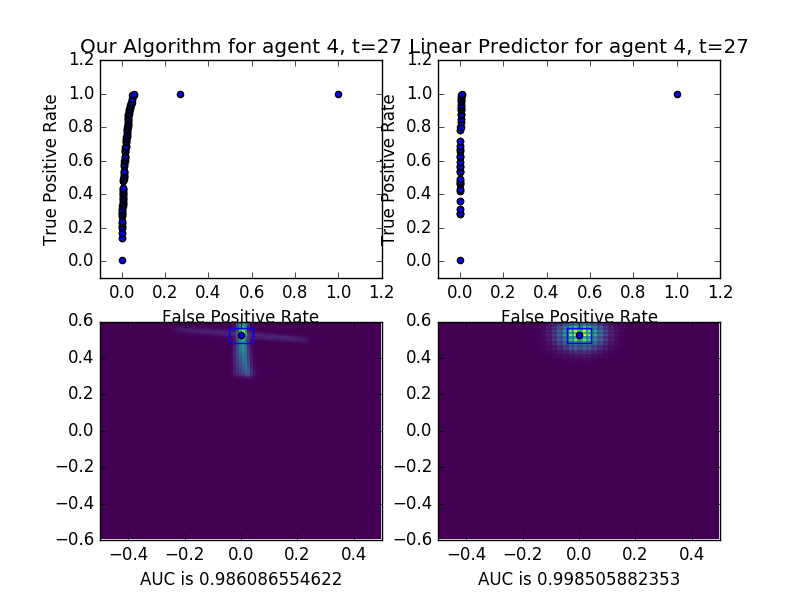 Our Algorithm for agent 4, t=27
1.2
1.0
0.8
0.6
0.4
0.2
0.0
True Positive Rate
0.0 0.2 0.4 0.6 0.8 1.0 1.2
False Positive Rate
Linear Predictor for agent 4, t=27
1.2
1.0
0.8
0.6
0.4
0.2
0.0
True Positive Rate
0.0 0.2 0.4 0.6 0.8 1.0 1.2
False Positive Rate
0.6
0.4
0.2
0.0
−0.2
−0.4
−0.6
−0.4 −0.2 0.0 0.2 0.4
AUC is 0.986086554622
0.6
0.4
0.2
0.0
−0.2
−0.4
−0.6
−0.4 −0.2 0.0 0.2 0.4
AUC is 0.998505882353